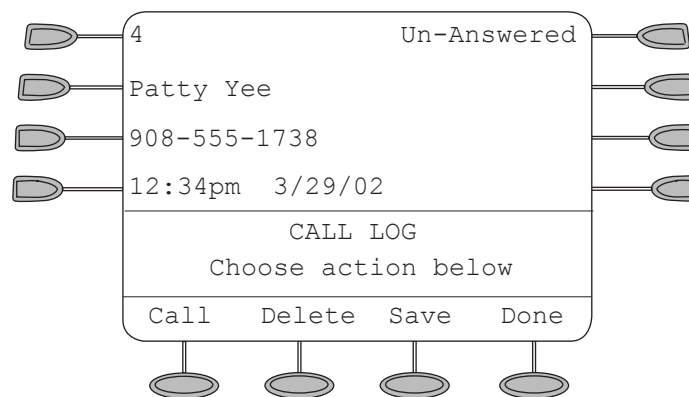 4 Un-Answered
Patty Yee
908-555-1738
12:34pm 3/29/02
CALL LOG
Choose action below
Call Delete Save Done